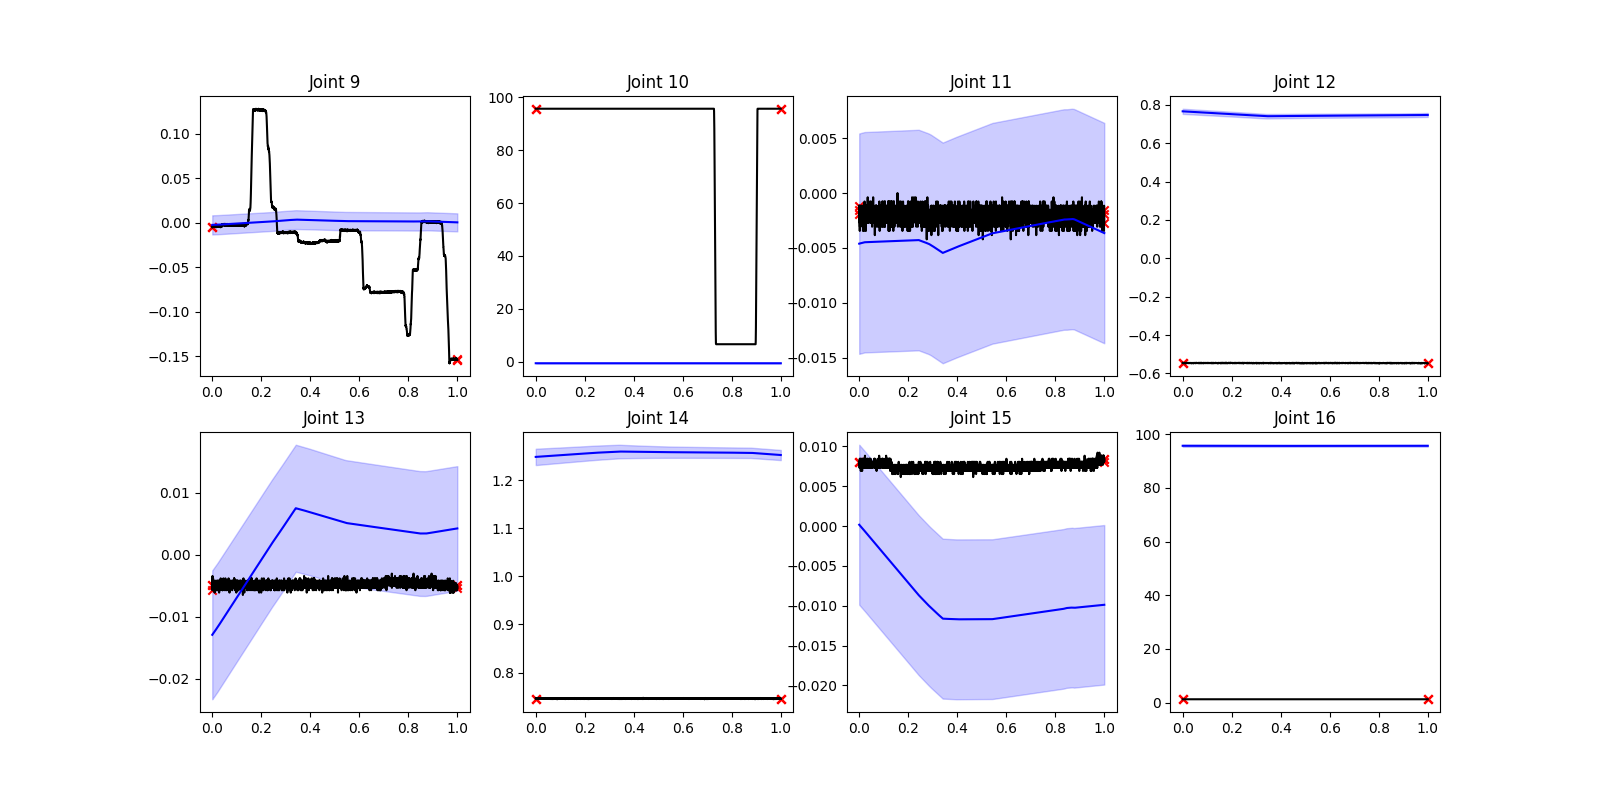 Joint 9
Joint 10
Joint 11
Joint 12
0.10
0.05
0.00
−0.05
−0.10
−0.15
0.0 0.2 0.4 0.6 0.8 1.0
100
80
60
40
20
0
0.0 0.2 0.4 0.6 0.8 1.0
0.005
0.000
−0.005
−0.010
−0.015
0.0 0.2 0.4 0.6 0.8 1.0
0.8
0.6
0.4
0.2
0.0
−0.2
−0.4
−0.6
0.0 0.2 0.4 0.6 0.8 1.0
Joint 13
Joint 14
Joint 15
Joint 16
0.01
0.00
−0.01
−0.02
0.0 0.2 0.4 0.6 0.8 1.0
1.2
1.1
1.0
0.9
0.8
0.0 0.2 0.4 0.6 0.8 1.0
0.010
0.005
0.000
−0.005
−0.010
−0.015
−0.020
0.0 0.2 0.4 0.6 0.8 1.0
100
80
60
40
20
0
0.0 0.2 0.4 0.6 0.8 1.0